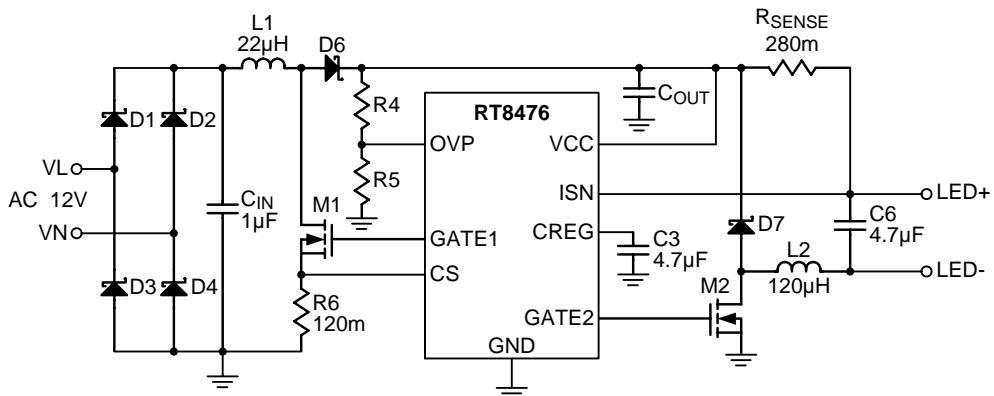 L1
22µH
D6
RSENSE
280m
D1
D2
R4
RT8476
COUT
OVP
VCC
VL
AC 12V
VN
CIN
1µF
R5
M1
ISN
LED+
GATE1
CREG
C3
4.7µF
D7
L2
120µH
C6
4.7µF
CS
LED-
D3
D4
R6
120m
M2
GATE2
GND